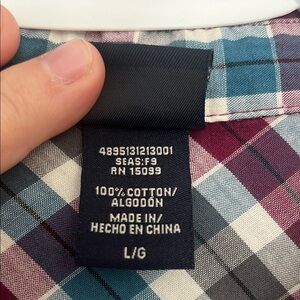 4895131213001
SEAS:F9
RN 15099
100% COTTON/
ALGODÓN
MADE IN/
HECHO EN CHINA
L/G